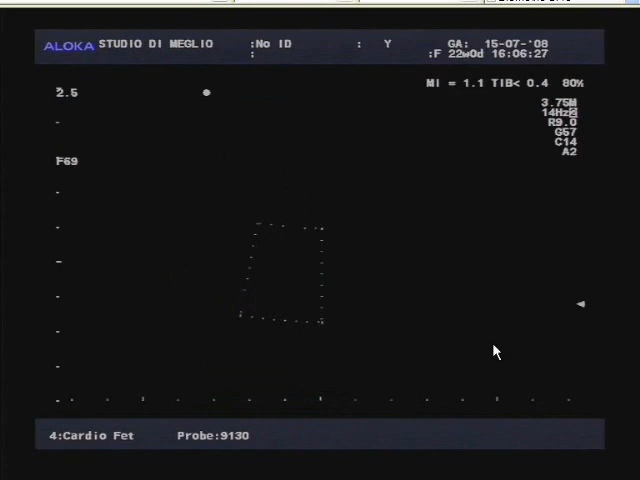 ALOKA STUDIO DI MEGLIO :No ID : Y GA: 15-07-'08
: :F 22w0d 16:06:27
MI = 1.1 TIB< 0.4 80%
2.5
3.75M
14Hz
R9.0
G57
C14
A2
F69
4:Cardio Fet Probe:9130